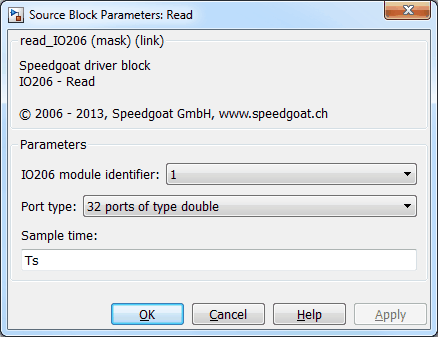 Source Block Parameters: Read
read_IO206 (mask) (link)
Speedgoat driver block
IO206 - Read
© 2006 - 2013, Speedgoat GmbH, www.speedgoat.ch
Parameters
IO206 module identifier: 1
Port type: 32 ports of type double
Sample time:
Ts
OK Cancel Help Apply